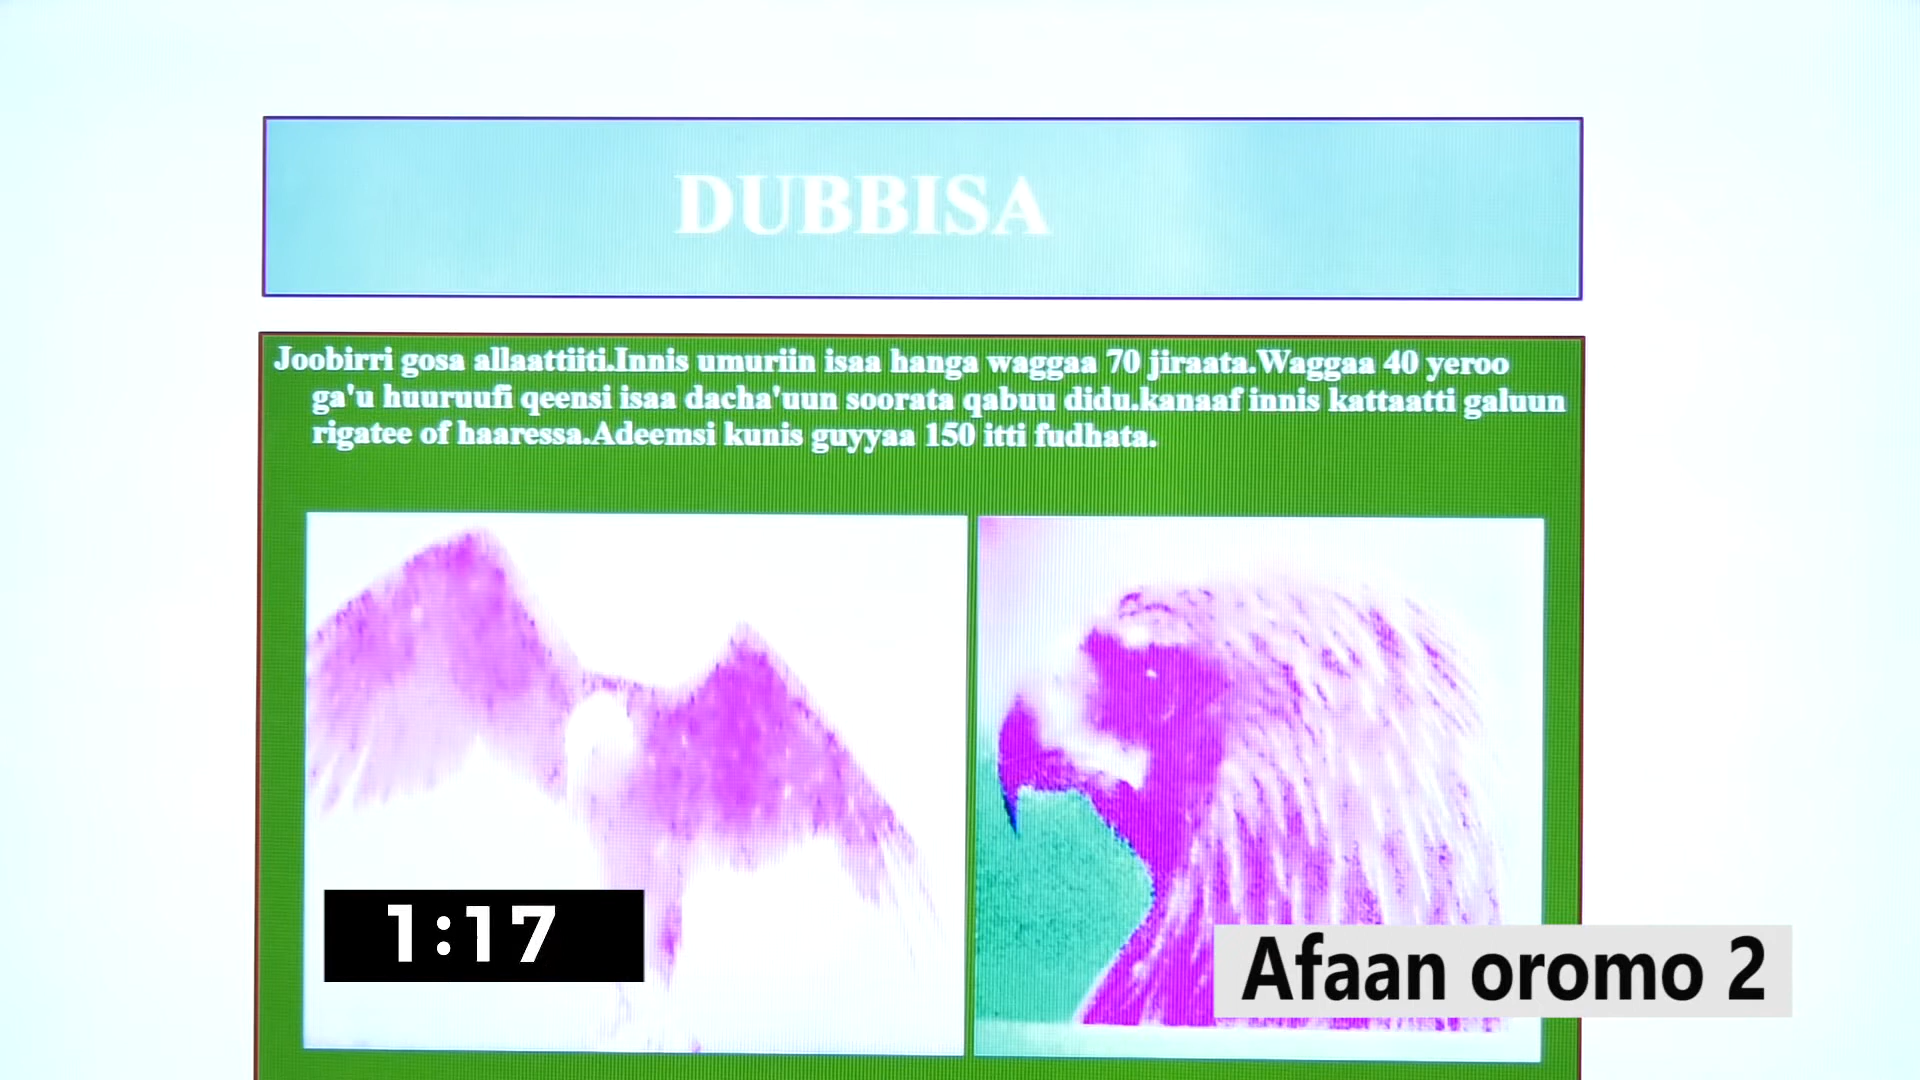 DUBBISA
Joobirri gosa allaattiiti.Innis umuriin isaa hanga waggaa 70 jiraata.Waggaa 40 yeroo
ga'u huuruufi qeensi isaa dacha'uun soorata qabuu didu.kanaaf innis kattaatti galuun
rigatee of haaressa.Adeemsi kunis guyyaa 150 itti fudhata.
1:17
Afaan oromo 2